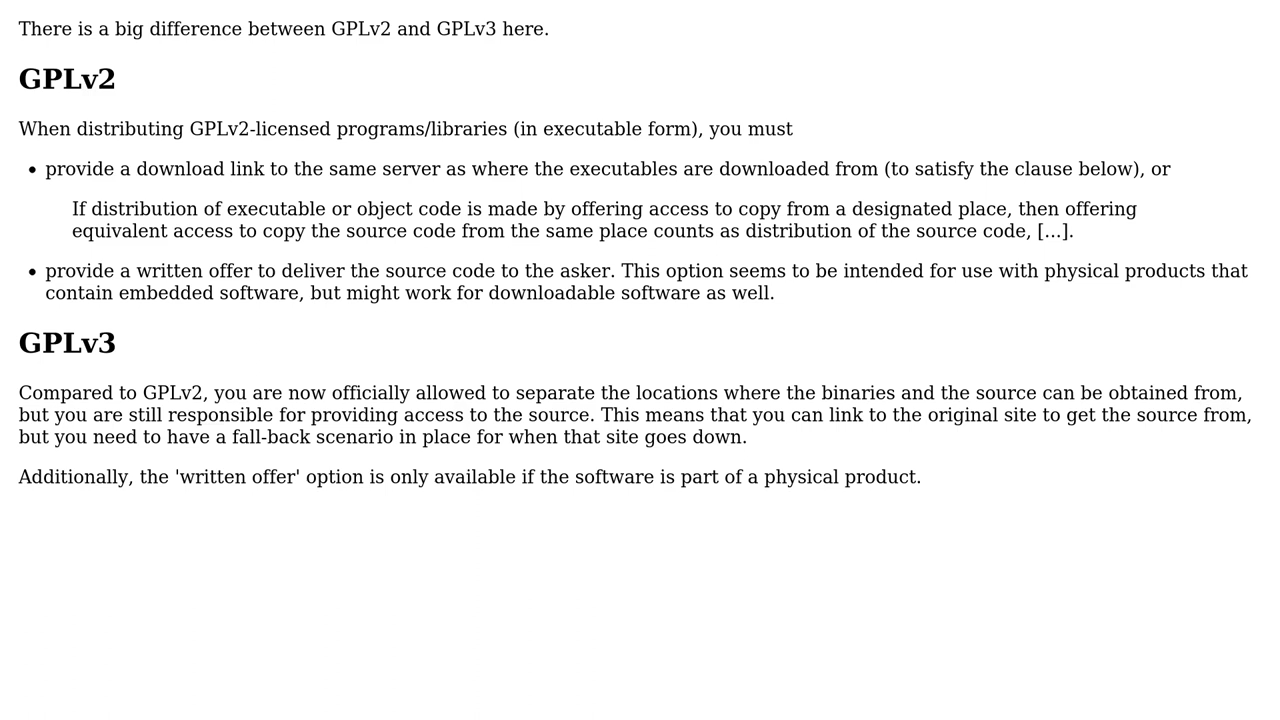 There is a big difference between GPLv2 and GPLv3 here.
GPLv2
When distributing GPLv2-licensed programs/libraries (in executable form), you must
• provide a download link to the same server as where the executables are downloaded from (to satisfy the clause below), or
If distribution of executable or object code is made by offering access to copy from a designated place, then offering
equivalent access to copy the source code from the same place counts as distribution of the source code, [...].
• provide a written offer to deliver the source code to the asker. This option seems to be intended for use with physical products that
contain embedded software, but might work for downloadable software as well.
GPLv3
Compared to GPLv2, you are now officially allowed to separate the locations where the binaries and the source can be obtained from,
but you are still responsible for providing access to the source. This means that you can link to the original site to get the source from,
but you need to have a fall-back scenario in place for when that site goes down.
Additionally, the 'written offer' option is only available if the software is part of a physical product.